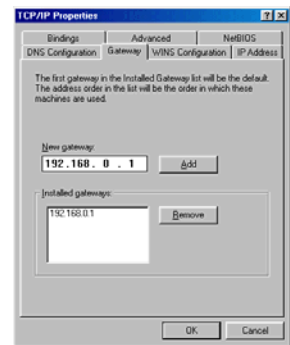 TCP/IP Properties
Bindings Advanced NetBIOS
DNS Configuration Gateway WINS Configuration IP Address
The first gateway in the Installed Gateway list will be the default.
The address order in the list will be the order in which these
machines are used.
New gateway:
192.168. 0 . 1 Add
Installed gateways:
192.168.0.1 Remove
OK Cancel